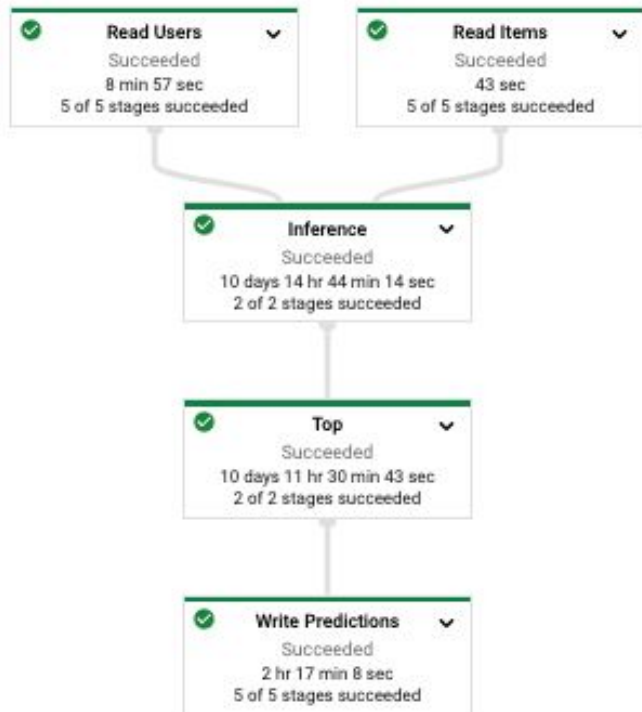 Read Users
Succeeded
8 min 57 sec
5 of 5 stages succeeded
Read Items
Succeeded
43 sec
5 of 5 stages succeeded
Inference
Succeeded
10 days 14 hr 44 min 14 sec
2 of 2 stages succeeded
Top
Succeeded
10 days 11 hr 30 min 43 sec
2 of 2 stages succeeded
Write Predictions
Succeeded
2 hr 17 min 8 sec
5 of 5 stages succeeded